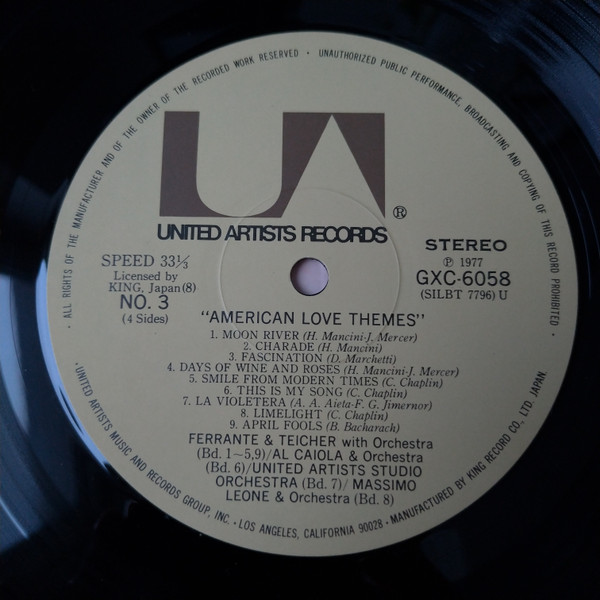 · ALL RIGHTS OF THE MANUFACTURER AND OF THE OWNER OF THE RECORDED WORK RESERVED · UNAUTHORIZED PUBLIC PERFORMANCE, BROADCASTING AND COPYING OF THIS RECORD PROHIBITED ·
UA ®
UNITED ARTISTS RECORDS
SPEED 33⅓
Licensed by
KING, Japan(8)
NO. 3
(4 Sides)
STEREO
℗ 1977
GXC-6058
(SILBT 7796) U
"AMERICAN LOVE THEMES"
1. MOON RIVER (H. Mancini-J. Mercer)
2. CHARADE (H. Mancini)
3. FASCINATION (D. Marchetti)
4. DAYS OF WINE AND ROSES (H. Mancini-J. Mercer)
5. SMILE FROM MODERN TIMES (C. Chaplin)
6. THIS IS MY SONG (C. Chaplin)
7. LA VIOLETERA (A. A. Aieta-F. G. Jimernor)
8. LIMELIGHT (C. Chaplin)
9. APRIL FOOLS (B. Bacharach)
FERRANTE & TEICHER with Orchestra
(Bd. 1~5,9)/AL CAIOLA & Orchestra
(Bd. 6)/UNITED ARTISTS STUDIO
ORCHESTRA (Bd. 7)/ MASSIMO
LEONE & Orchestra (Bd. 8)
· UNITED ARTISTS MUSIC AND RECORDS GROUP, INC. · LOS ANGELES, CALIFORNIA 90028 · MANUFACTURED BY KING RECORD CO., LTD. JAPAN.